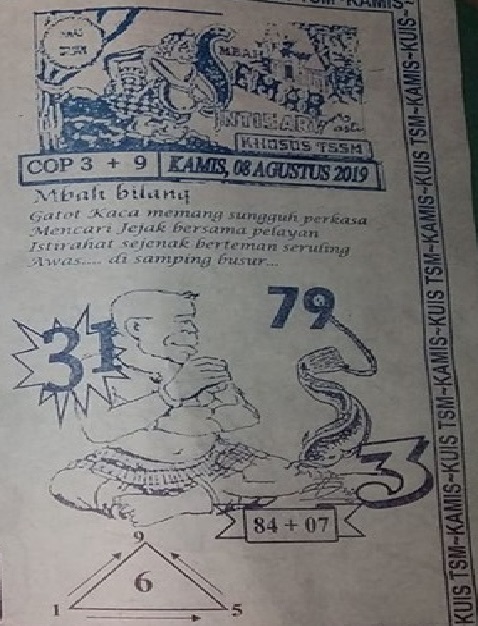 TSM~KAMIS~
MBAH
SEMAR
INTIEARI
KHUSUS TSSM
COP 3 + 9
KAMIS, 08 AGUSTUS 2019
Mbah bilang
Gatot Kaca memang sungguh perkasa
Mencari Jejak bersama pelayan
Istirahat sejenak berteman seruling
Awas.... di samping busur...
31
79
3
84 + 07
9
6
1
5
KUIS TSM~KAMIS~KUIS TSM~KAMIS~KUIS TSM~KAMIS~KUIS TSM~KAMIS~KUIS~